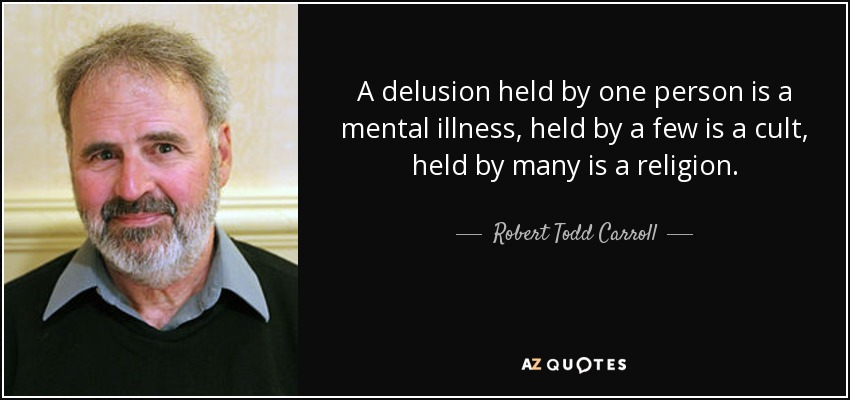 A delusion held by one person is a
mental illness, held by a few is a cult,
held by many is a religion.
Robert Todd Carroll
AZ QUOTES